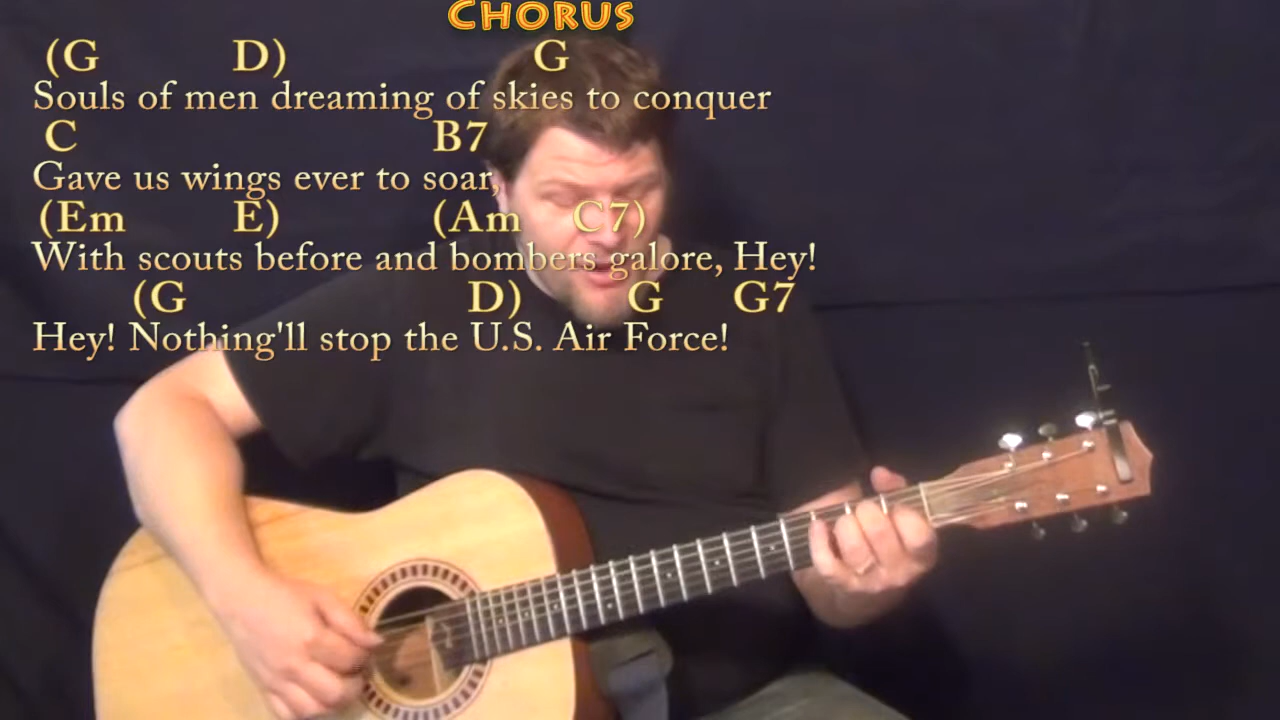 CHORUS
(G D) G
Souls of men dreaming of skies to conquer
C B7
Gave us wings ever to soar,
(Em E) (Am C7)
With scouts before and bombers galore, Hey!
(G D) G G7
Hey! Nothing'll stop the U.S. Air Force!